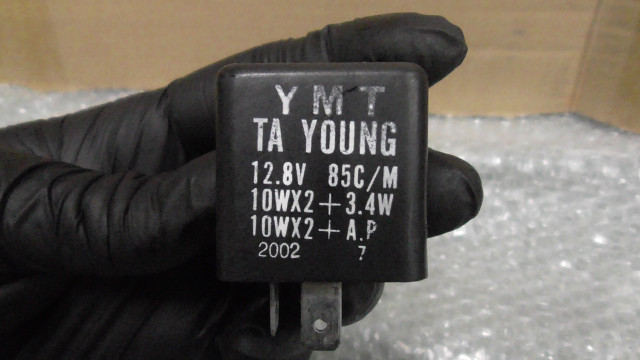 YMT
TA YOUNG
12.8V 85C/M
10WX2+3.4W
10WX2+A.P
2002 7